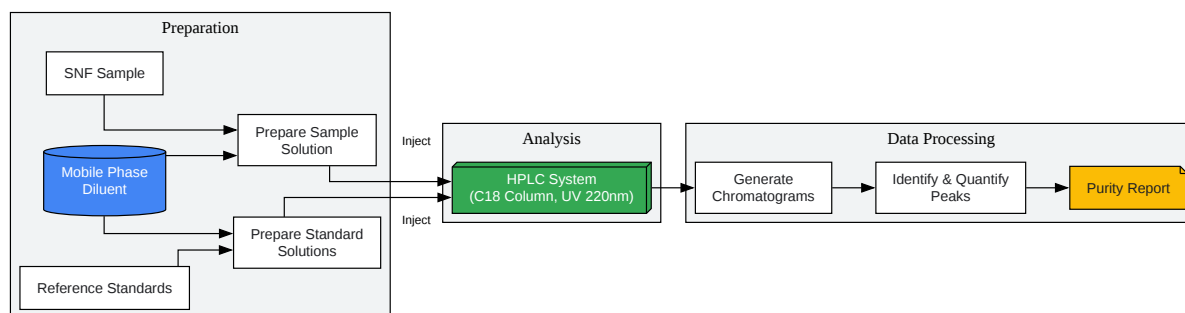 Preparation
SNF Sample
Prepare Sample
Solution
Mobile Phase
Diluent
Prepare Standard
Solutions
Reference Standards
Inject
Inject
Analysis
HPLC System
(C18 Column, UV 220nm)
Data Processing
Generate
Chromatograms
Identify & Quantify
Peaks
Purity Report